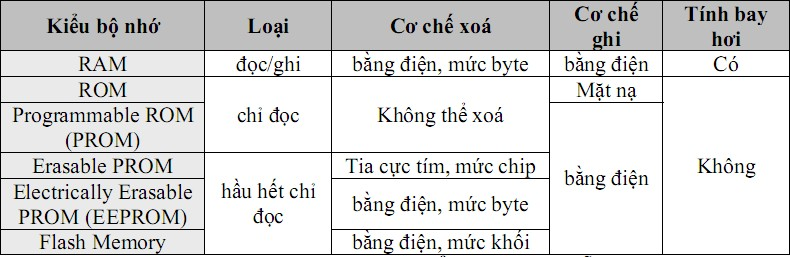 Kiểu bộ nhớ Loại Cơ chế xoá Cơ chế ghi Tính bay hơi
RAM đọc/ghi bằng điện, mức byte bằng điện Có
ROM chỉ đọc Không thể xoá Mặt nạ Không
Programmable ROM (PROM) bằng điện
Erasable PROM hầu hết chỉ đọc Tia cực tím, mức chip
Electrically Erasable PROM (EEPROM) bằng điện, mức byte
Flash Memory bằng điện, mức khối